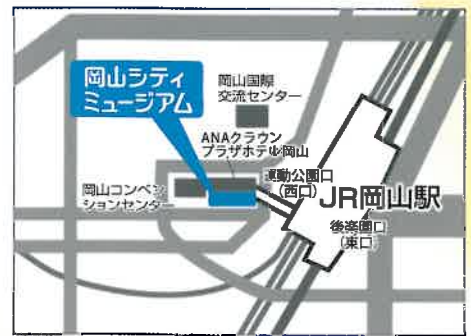 岡山シティ
ミュージアム
岡山国際
交流センター
ANAクラウン
プラザホテル岡山
運動公園口
(西口)
岡山コンベン
ションセンター
JR岡山駅
後楽園口
(東口)